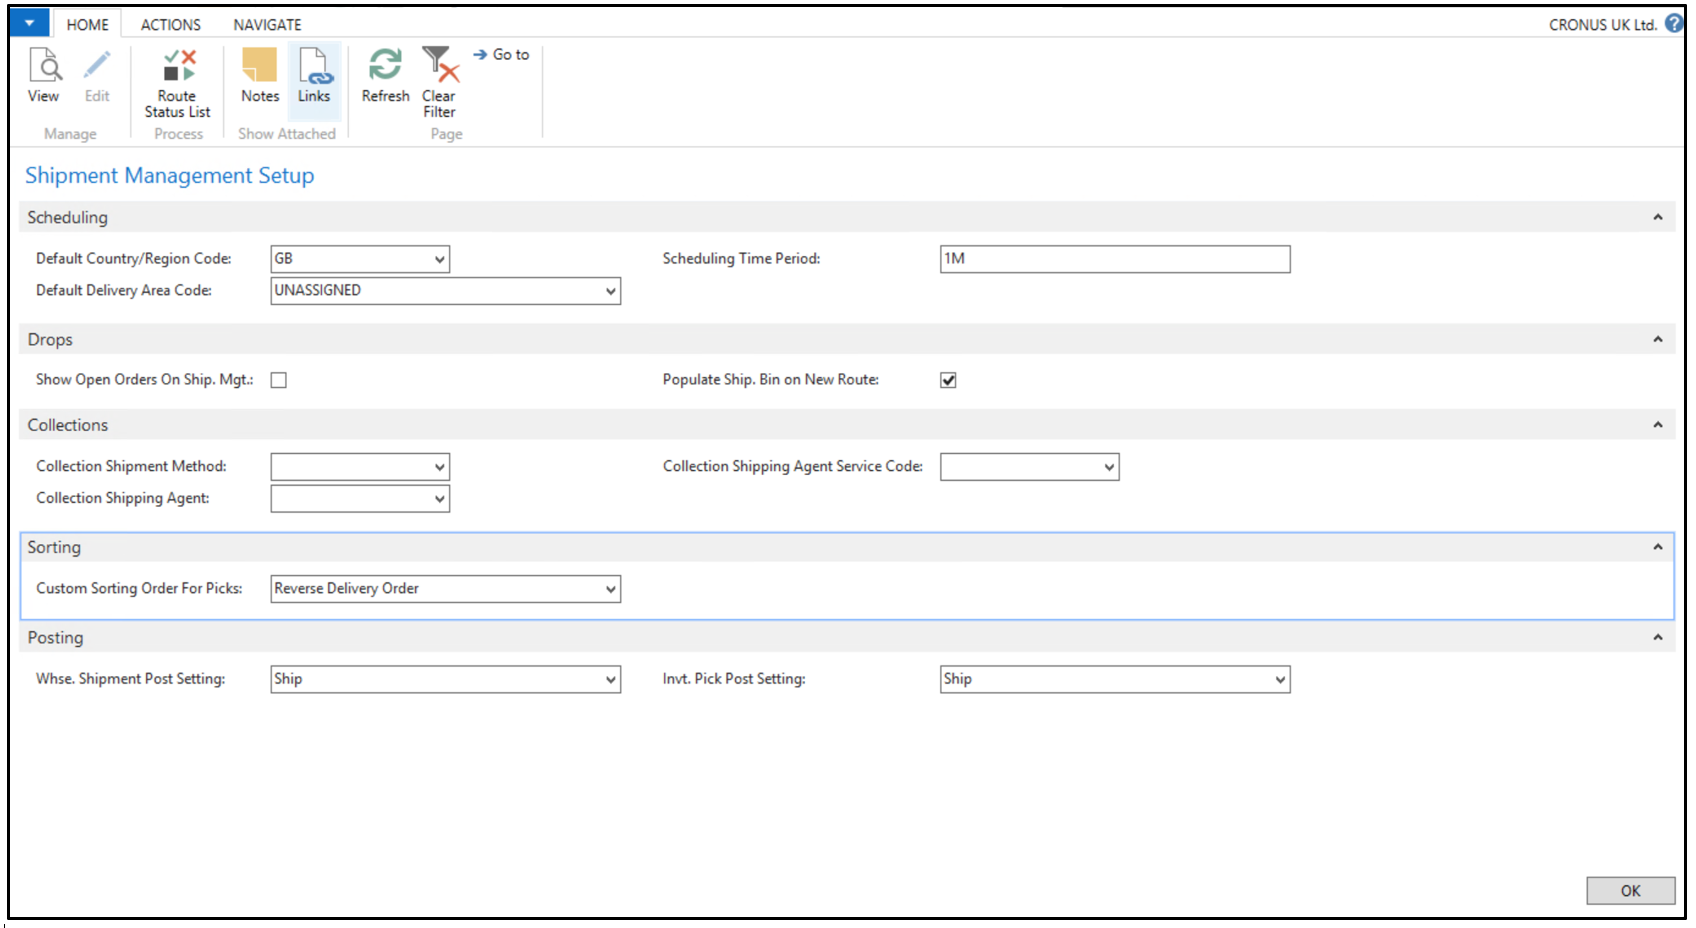 HOME ACTIONS NAVIGATE CRONUS UK Ltd. ?
Go to
View Edit Route Status List Notes Links Refresh Clear Filter
Manage Process Show Attached Page
Shipment Management Setup
Scheduling
Default Country/Region Code: GB Scheduling Time Period: 1M
Default Delivery Area Code: UNASSIGNED
Drops
Show Open Orders On Ship. Mgt.: Populate Ship. Bin on New Route:
Collections
Collection Shipment Method: Collection Shipping Agent Service Code:
Collection Shipping Agent:
Sorting
Custom Sorting Order For Picks: Reverse Delivery Order
Posting
Whse. Shipment Post Setting: Ship Invt. Pick Post Setting: Ship
OK